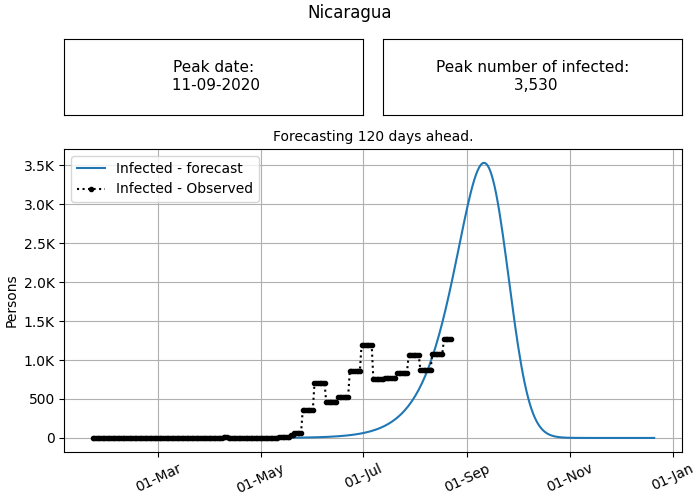 Nicaragua
Peak date:
11-09-2020
Peak number of infected:
3,530
Forecasting 120 days ahead.
Infected - forecast
Infected - Observed
3.5K
3.0K
2.5K
2.0K
1.5K
1.0K
500
0
Persons
01-Mar
01-May
01-Jul
01-Sep
01-Nov
01-Jan